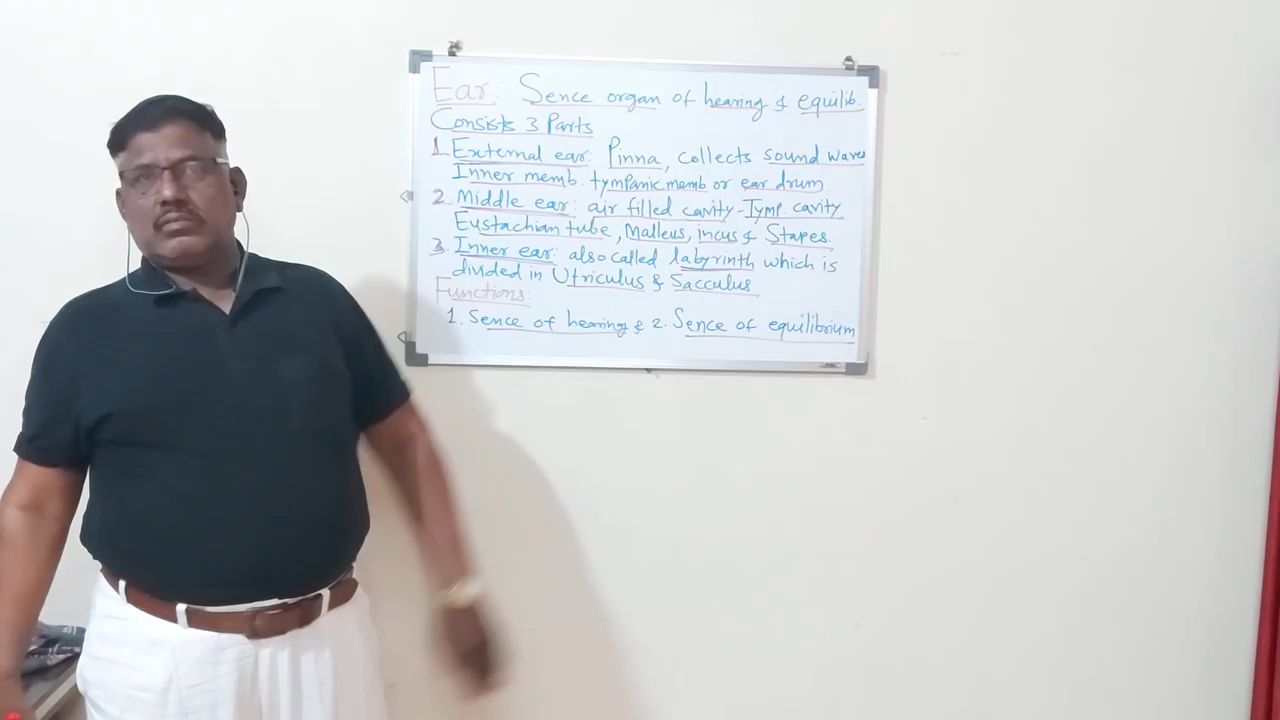 Ear: Sence organ of hearing & equilib.
Consists 3 Parts
1. External ear: Pinna, collects sound waves
Inner memb. tympanic memb or ear drum
2. Middle ear: air filled cavity-Tymp. cavity
Eustachian tube, Malleus, incus & Stapes.
3. Inner ear: also called labyrinth which is
divided in Utriculus & Sacculus
Functions:
1. Sence of hearing & 2. Sence of equilibrium